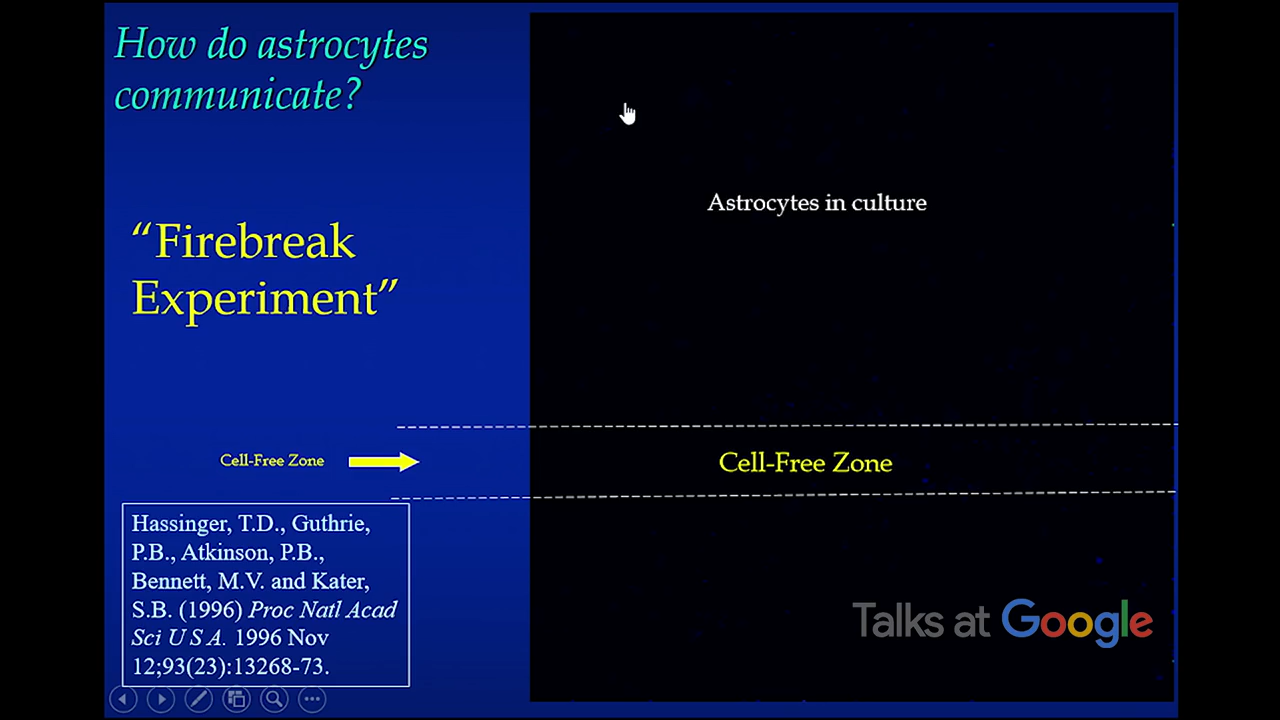 How do astrocytes
communicate?
“Firebreak
Experiment”
Astrocytes in culture
Cell-Free Zone
Cell-Free Zone
Hassinger, T.D., Guthrie,
P.B., Atkinson, P.B.,
Bennett, M.V. and Kater,
S.B. (1996) Proc Natl Acad
Sci U S A. 1996 Nov
12;93(23):13268-73.
Talks at Google